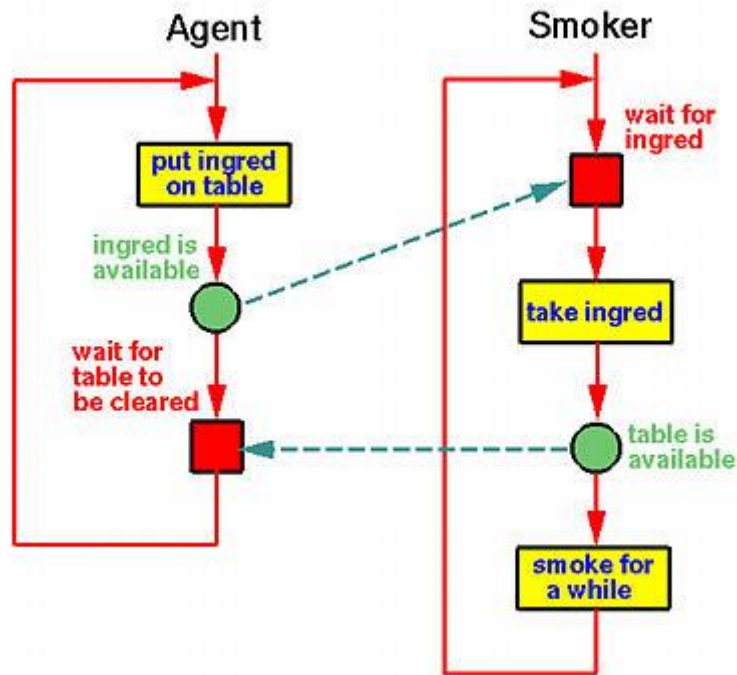 Agent
put ingred
on table
ingred is
available
wait for
table to
be cleared
Smoker
wait for
ingred
take ingred
table is
available
smoke for
a while